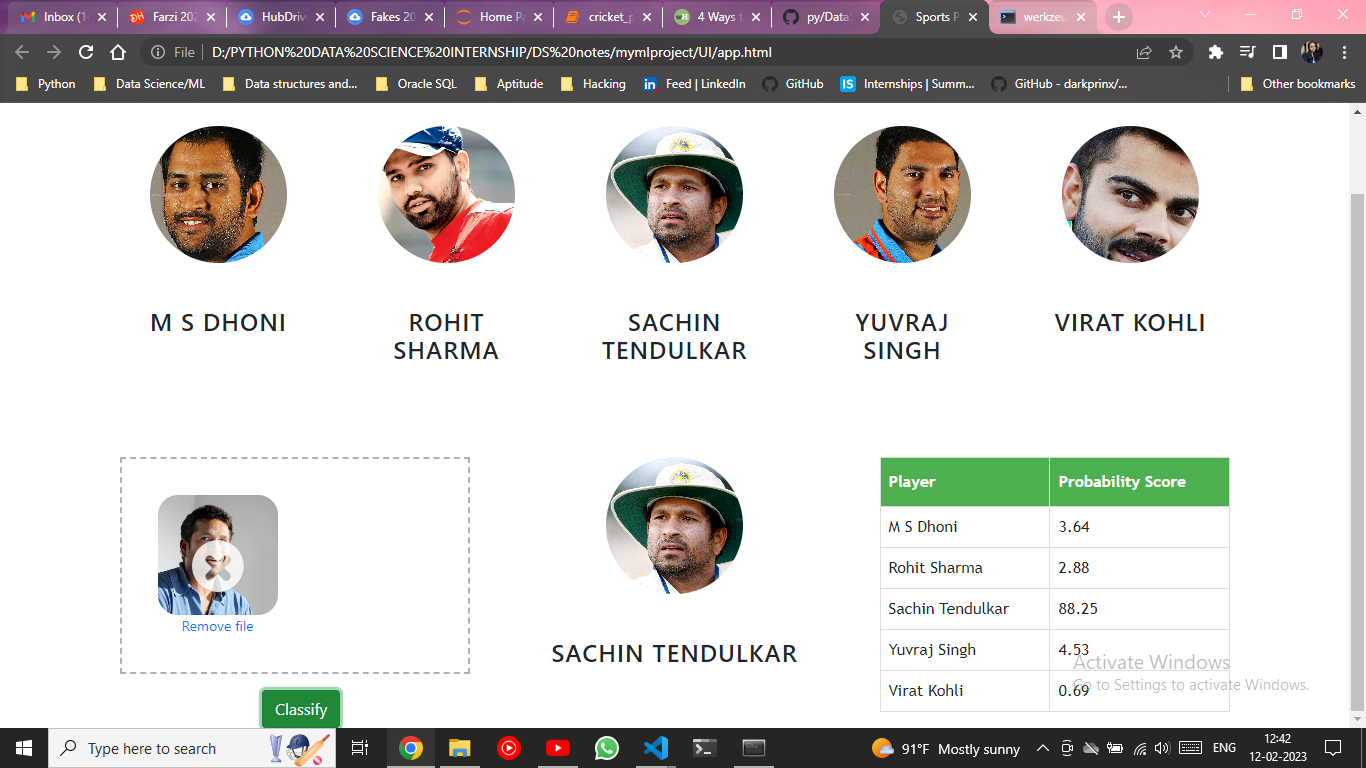 Inbox (1
Farzi 202
HubDriv
Fakes 20
Home P
cricket_p
4 Ways t
py/Data
Sports P
werkzeu
File
D:/PYTHON%20DATA%20SCIENCE%20INTERNSHIP/DS%20notes/mymlproject/UI/app.html
Python
Data Science/ML
Data structures and...
Oracle SQL
Aptitude
Hacking
Feed | LinkedIn
GitHub
Internships | Summ...
GitHub - darkprinx/...
Other bookmarks
M S DHONI
ROHIT
SHARMA
SACHIN
TENDULKAR
YUVRAJ
SINGH
VIRAT KOHLI
Remove file
Classify
SACHIN TENDULKAR
Player Probability Score
M S Dhoni 3.64
Rohit Sharma 2.88
Sachin Tendulkar 88.25
Yuvraj Singh 4.53
Virat Kohli 0.69
Activate Windows
Go to Settings to activate Windows.
Type here to search
91°F Mostly sunny
ENG
12:42
12-02-2023